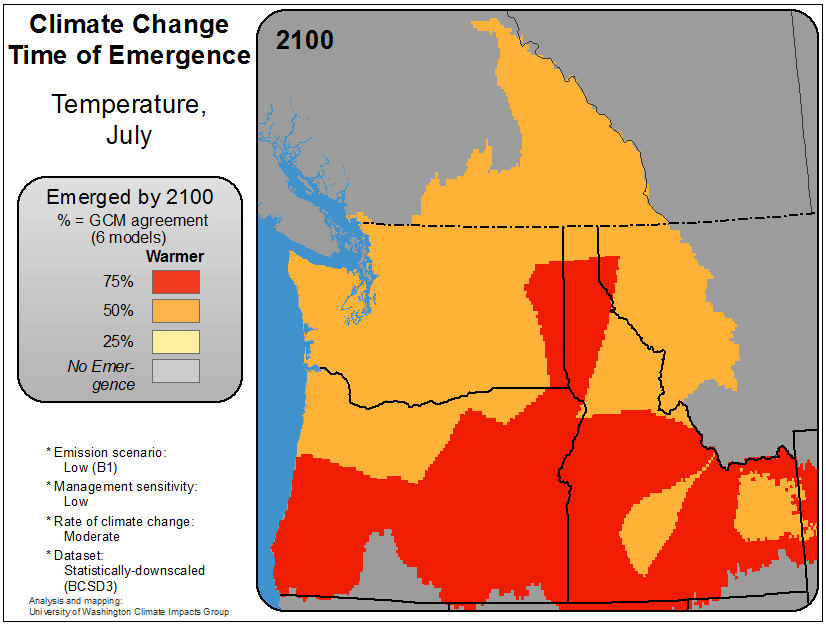 Climate Change
Time of Emergence
Temperature,
July
Emerged by 2100
% = GCM agreement
(6 models)
Warmer
75%
50%
25%
No Emer-
gence
* Emission scenario:
Low (B1)
* Management sensitivity:
Low
* Rate of climate change:
Moderate
* Dataset:
Statistically-downscaled
(BCSD3)
Analysis and mapping:
University of Washington Climate Impacts Group
2100